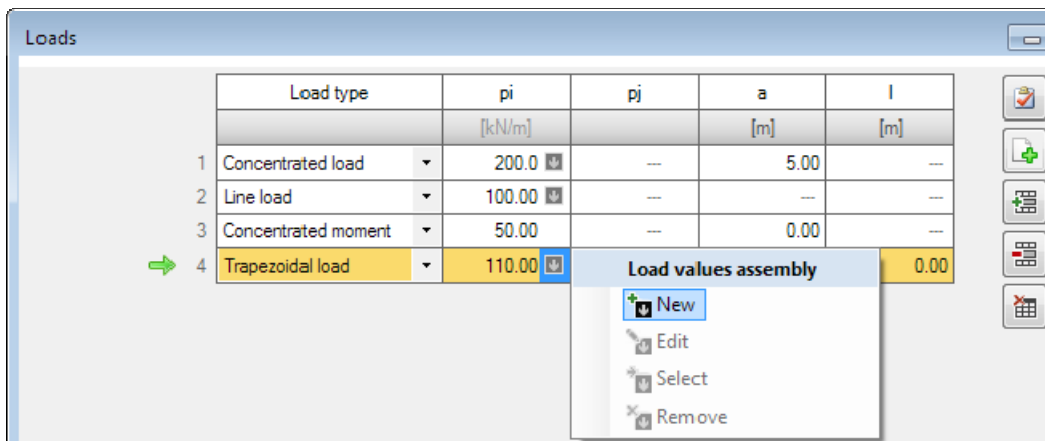 Loads
Load type pi pj a l
[kN/m] [m] [m]
1 Concentrated load 200.0 --- 5.00 ---
2 Line load 100.00 --- --- ---
3 Concentrated moment 50.00 --- 0.00 ---
4 Trapezoidal load 110.00 0.00
Load values assembly
New
Edit
Select
Remove